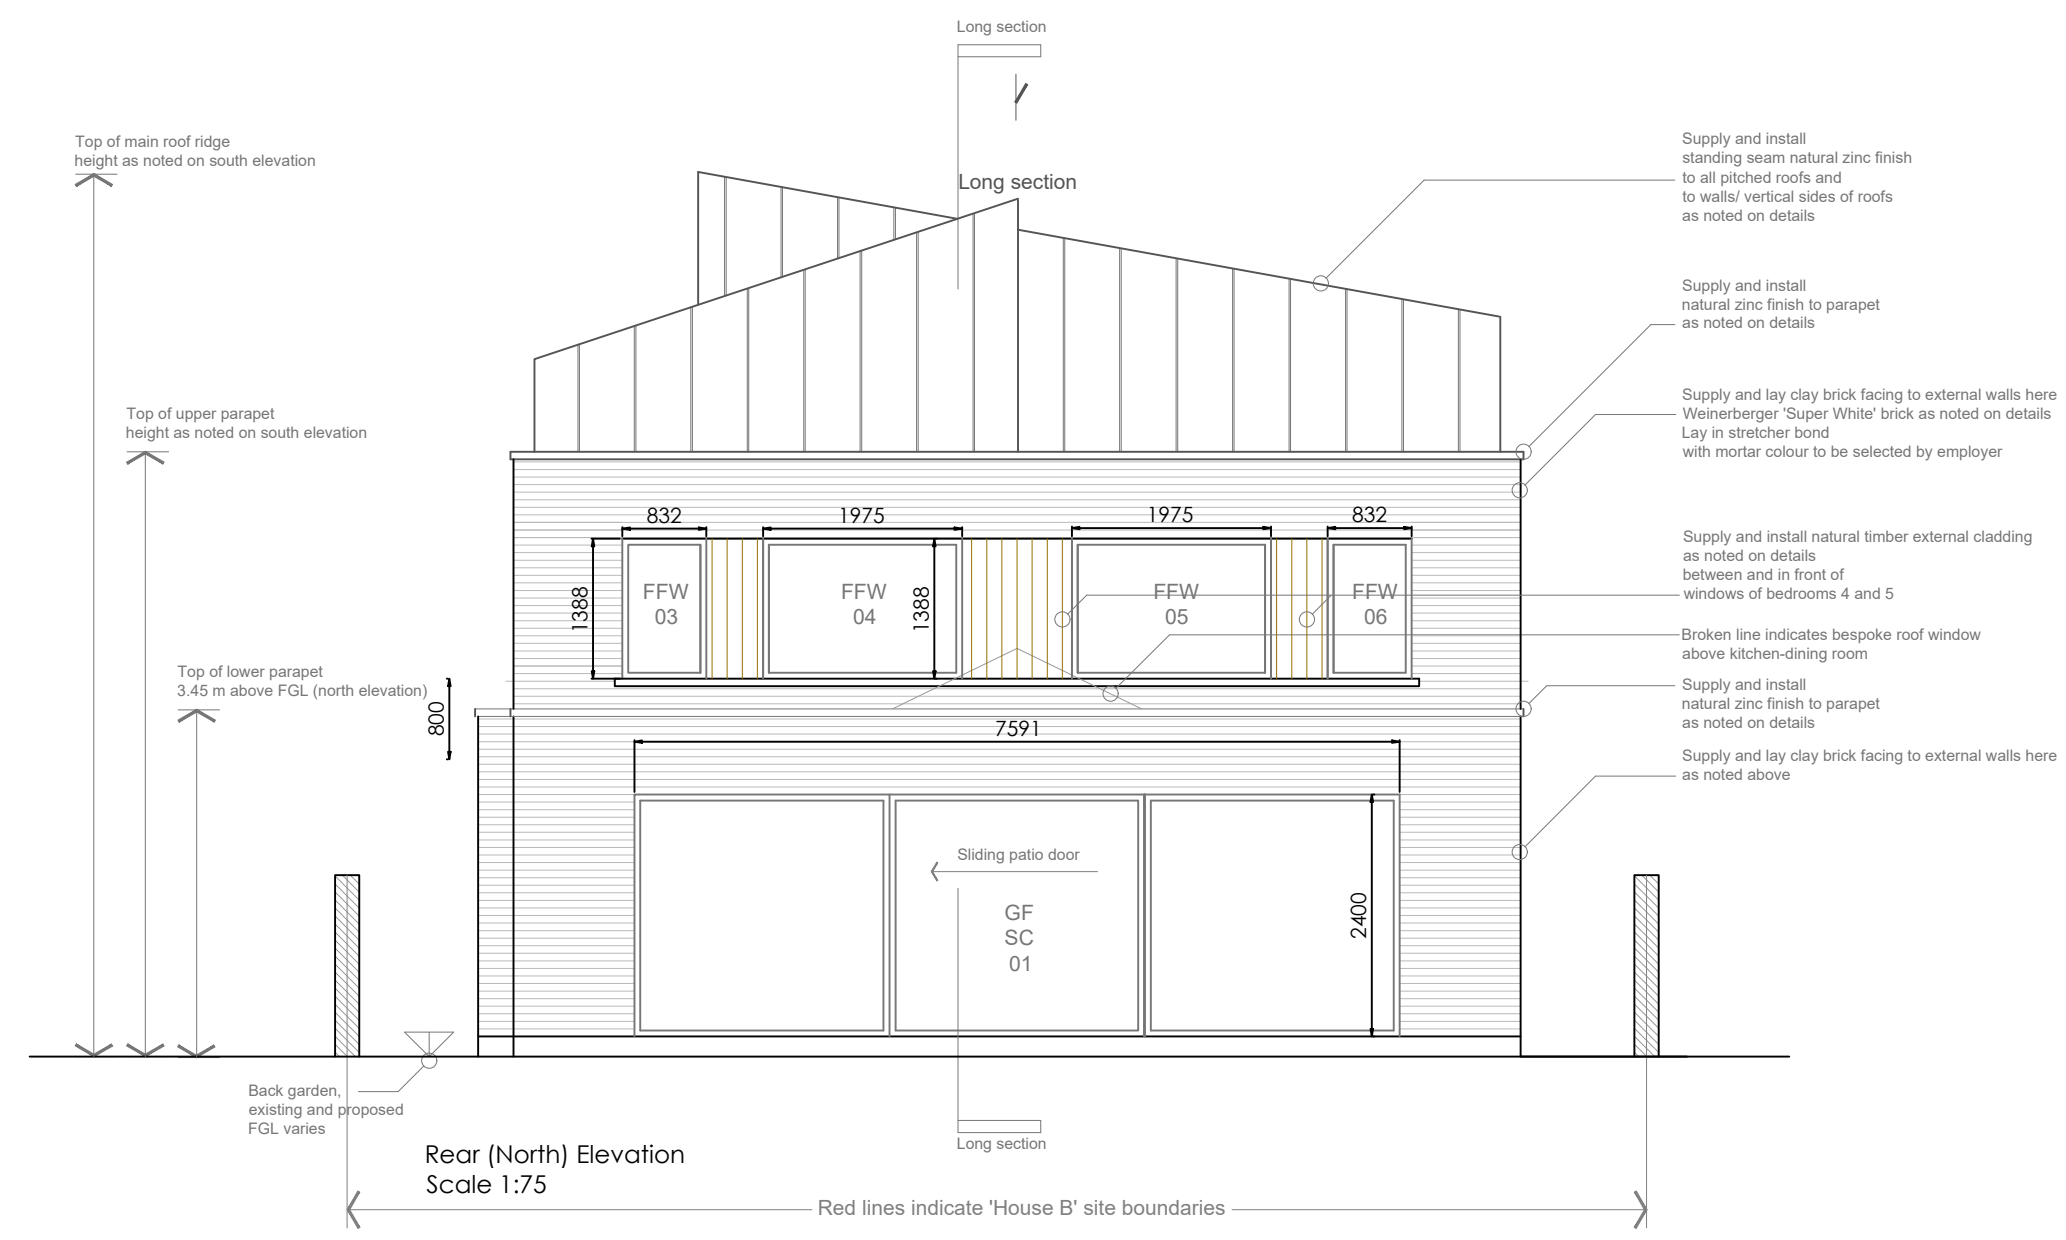 Long section
Top of main roof ridge
height as noted on south elevation
Long section
Supply and install
standing seam natural zinc finish
to all pitched roofs and
to walls/ vertical sides of roofs
as noted on details
Supply and install
natural zinc finish to parapet
as noted on details
Top of upper parapet
height as noted on south elevation
Supply and lay clay brick facing to external walls here
Weinerberger 'Super White' brick as noted on details
Lay in stretcher bond
with mortar colour to be selected by employer
832
1975
1975
832
1388
FFW
03
FFW
04
1388
FFW
05
FFW
06
Supply and install natural timber external cladding
as noted on details
between and in front of
windows of bedrooms 4 and 5
Broken line indicates bespoke roof window
above kitchen-dining room
Top of lower parapet
3.45 m above FGL (north elevation)
800
Supply and install
natural zinc finish to parapet
as noted on details
7591
Supply and lay clay brick facing to external walls here
as noted above
Sliding patio door
GF
SC
01
2400
Back garden,
existing and proposed
FGL varies
Long section
Rear (North) Elevation
Scale 1:75
Red lines indicate 'House B' site boundaries